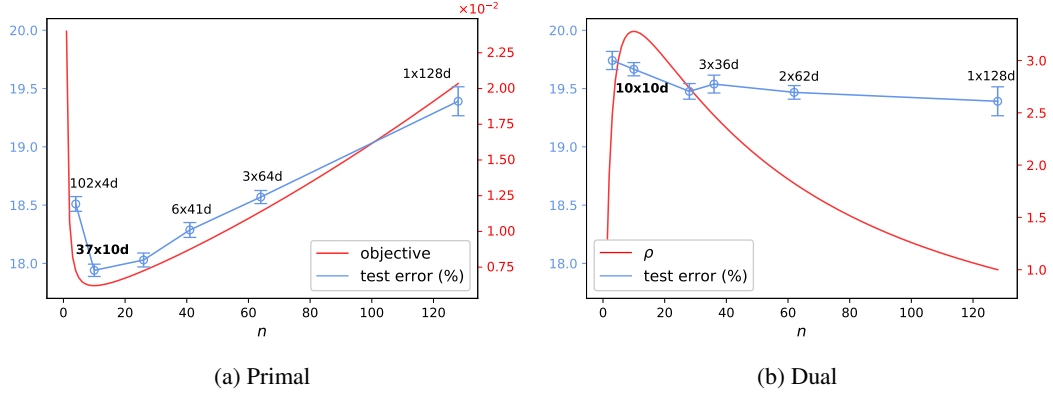 ×10⁻²
20.0
19.5
19.0
18.5
18.0
2.25
2.00
1.75
1.50
1.25
1.00
0.75
102x4d
37x10d
6x41d
3x64d
1x128d
objective
test error (%)
0 20 40 60 80 100 120
n
(a) Primal
20.0
19.5
19.0
18.5
18.0
3.0
2.5
2.0
1.5
1.0
10x10d
3x36d
2x62d
1x128d
ρ
test error (%)
0 20 40 60 80 100 120
n
(b) Dual